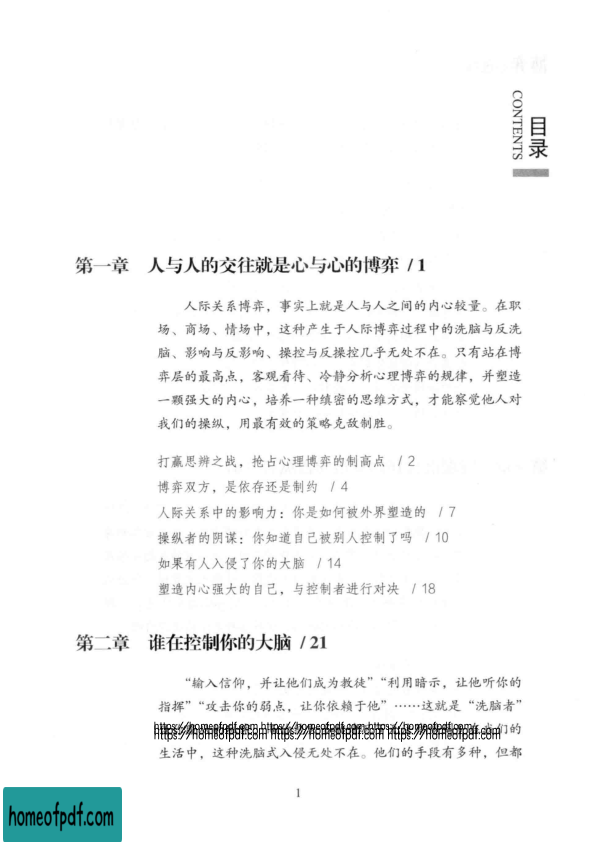 目录
CONTENTS
第一章 人与人的交往就是心与心的博弈 / 1
人际关系博弈，事实上就是人与人之间的内心较量。在职
场、商场、情场中，这种产生于人际博弈过程中的洗脑与反洗
脑、影响与反影响、操控与反操控几乎无处不在。只有站在博
弈层的最高点，客观看待、冷静分析心理博弈的规律，并塑造
一颗强大的内心，培养一种缜密的思维方式，才能察觉他人对
我们的操纵，用最有效的策略克敌制胜。
打赢思辨之战，抢占心理博弈的制高点 / 2
博弈双方，是依存还是制约 / 4
人际关系中的影响力：你是如何被外界塑造的 / 7
操纵者的阴谋：你知道自己被别人控制了吗 / 10
如果有人入侵了你的大脑 / 14
塑造内心强大的自己，与控制者进行对决 / 18
第二章 谁在控制你的大脑 / 21
“输入信仰，并让他们成为教徒”“利用暗示，让他听你的
指挥”“攻击你的弱点，让你依赖于他”……这就是“洗脑者”
https://homeofpdf.com https://homeofpdf.com https://homeofpdf.com
https://homeofpdf.com https://homeofpdf.com https://homeofpdf.com
们的
生活中，这种洗脑式入侵无处不在。他们的手段有多种，但都
1
homeofpdf.com